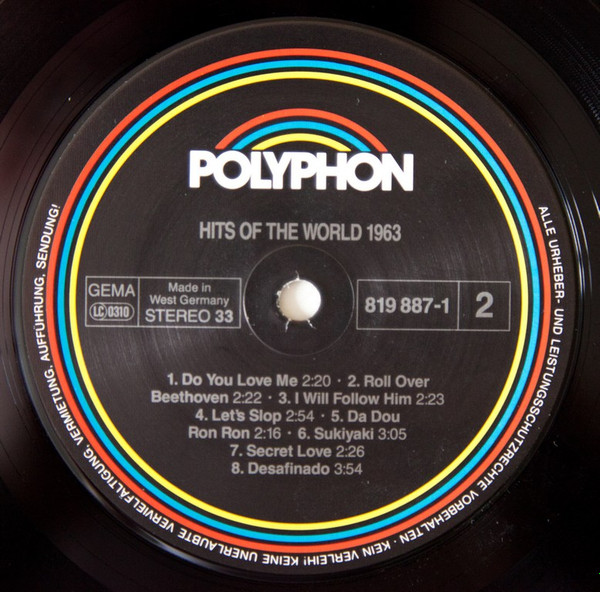 POLYPHON
HITS OF THE WORLD 1963
GEMA
LC 0310
Made in
West Germany
STEREO 33
819 887-1
2
1. Do You Love Me 2:20 · 2. Roll Over
Beethoven 2:22 · 3. I Will Follow Him 2:23
4. Let's Slop 2:54 · 5. Da Dou
Ron Ron 2:16 · 6. Sukiyaki 3:05
7. Secret Love 2:26
8. Desafinado 3:54
ALLE URHEBER- UND LEISTUNGSSCHUTZRECHTE VORBEHALTEN · KEIN VERLEIH! KEINE UNERLAUBTE VERVIELFÄLTIGUNG, VERMIETUNG, AUFFÜHRUNG, SENDUNG!